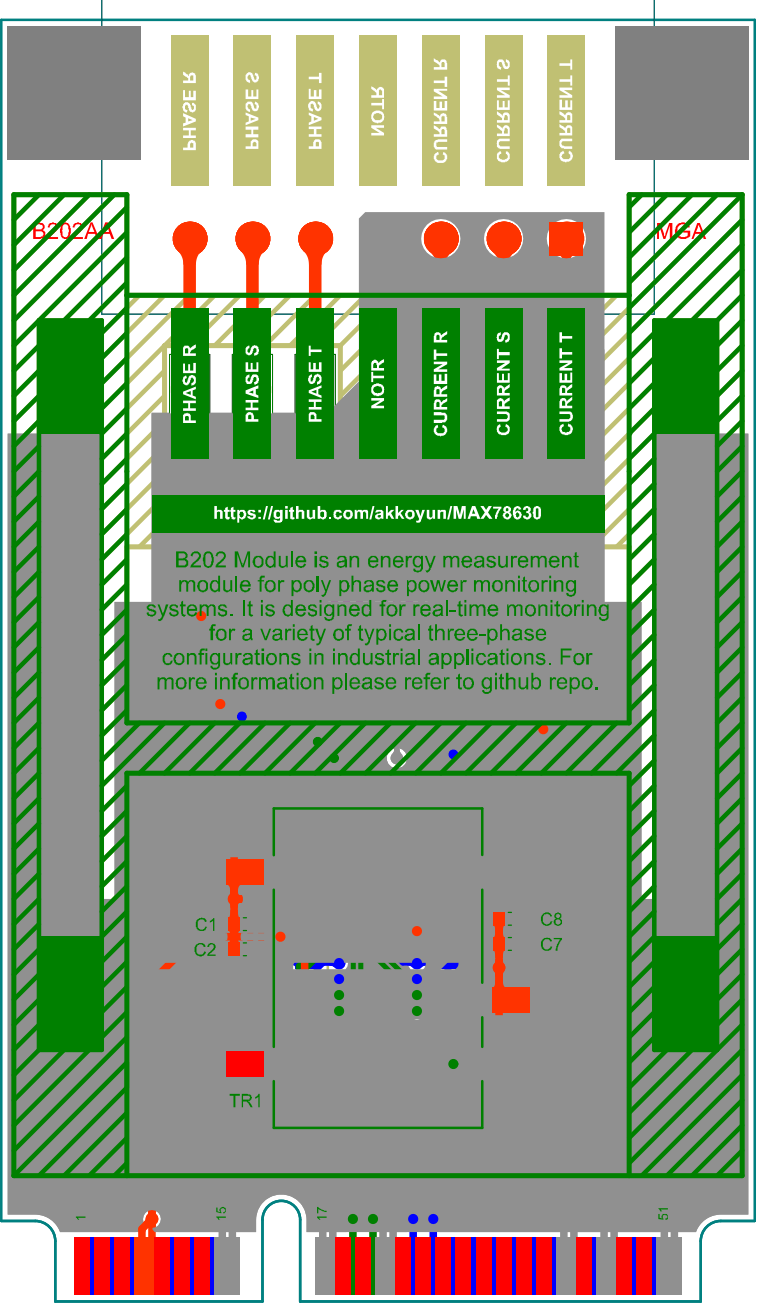 PHASE R
PHASE S
PHASE T
NOTR
CURRENT R
CURRENT S
CURRENT T
B202AA
MGA
PHASE R
PHASE S
PHASE T
NOTR
CURRENT R
CURRENT S
CURRENT T
https://github.com/akkoyun/MAX78630
B202 Module is an energy measurement
module for poly phase power monitoring
systems. It is designed for real-time monitoring
for a variety of typical three-phase
configurations in industrial applications. For
more information please refer to github repo.
C1
C2
C8
C7
TR1
1
15
17
51